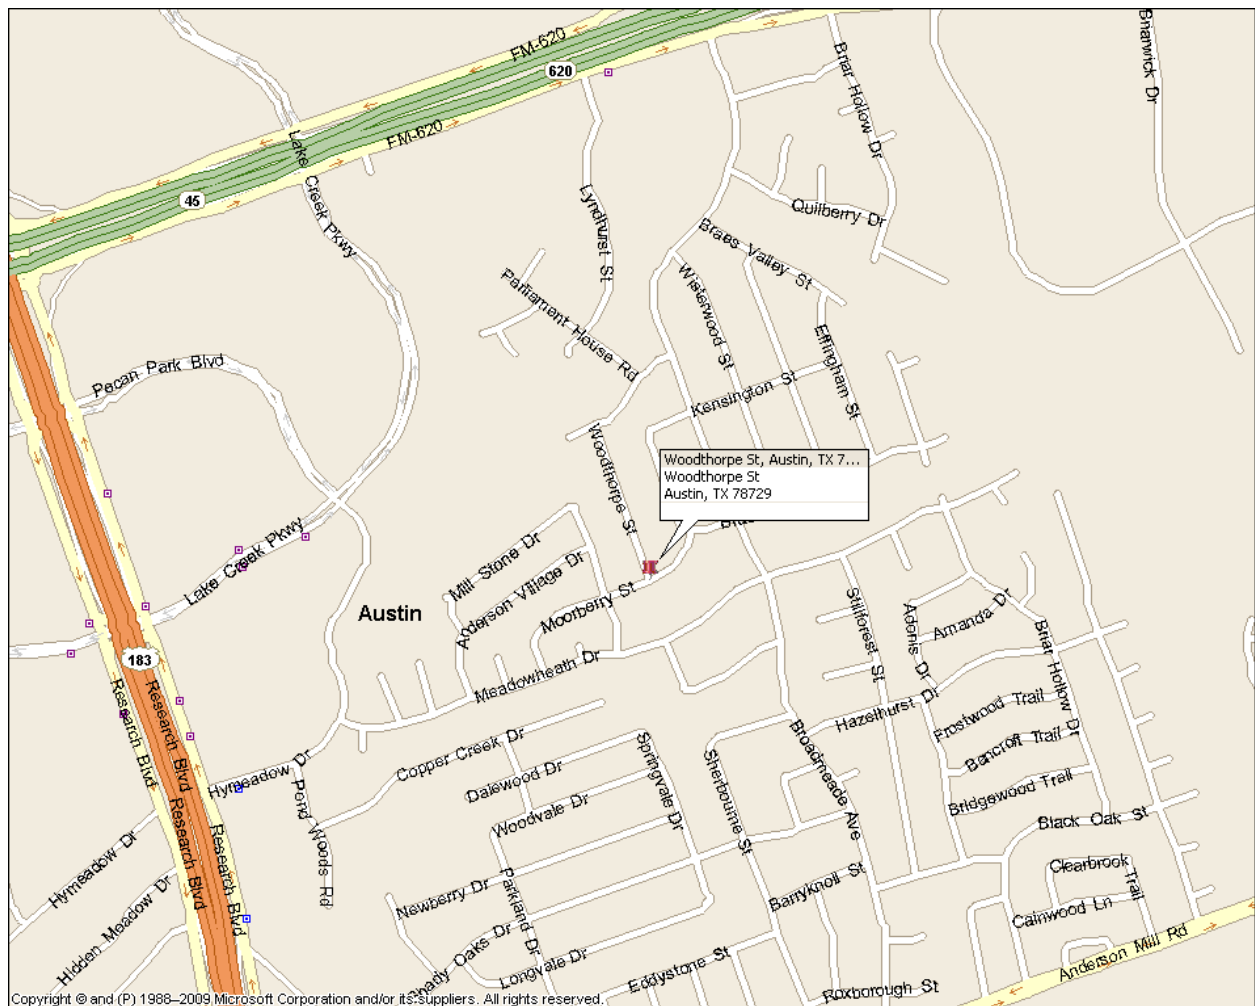 FM-620
620
FM-620
45
Lake Creek Pkwy
Briar Hollow Dr
Briarwick Dr
Lyndhurst St
Quilberry Dr
Braes Valley St
Parliament House Rd
Wisterwood St
Effingham St
Kensington St
Pecan Park Blvd
Woodthorpe St
Woodthorpe St, Austin, TX 7...
Woodthorpe St
Austin, TX 78729
Lake Creek Pkwy
Mill Stone Dr
Anderson Village Dr
Moorberry St
Austin
Meadowheath Dr
Stillforest St
Adonis Dr
Amanda Dr
Briar Hollow Dr
183
Research Blvd
Research Blvd
Hazelhurst Dr
Frostwood Trail
Bancroft Trail
Bridgewood Trail
Black Oak St
Hymeadow Dr
Copper Creek Dr
Dalewood Dr
Woodvale Dr
Springvale Dr
Sherbourne St
Broadmeade Ave
Pond Woods Rd
Research Blvd
Research Blvd
Hymeadow Dr
Hidden Meadow Dr
Newberry Dr
Parkland Dr
Barryknoll St
Clearbrook Trail
Cainwood Ln
Shady Oaks Dr
Longvale Dr
Eddystone St
Roxborough St
Anderson Mill Rd
Copyright © and (P) 1988–2009 Microsoft Corporation and/or its suppliers. All rights reserved.